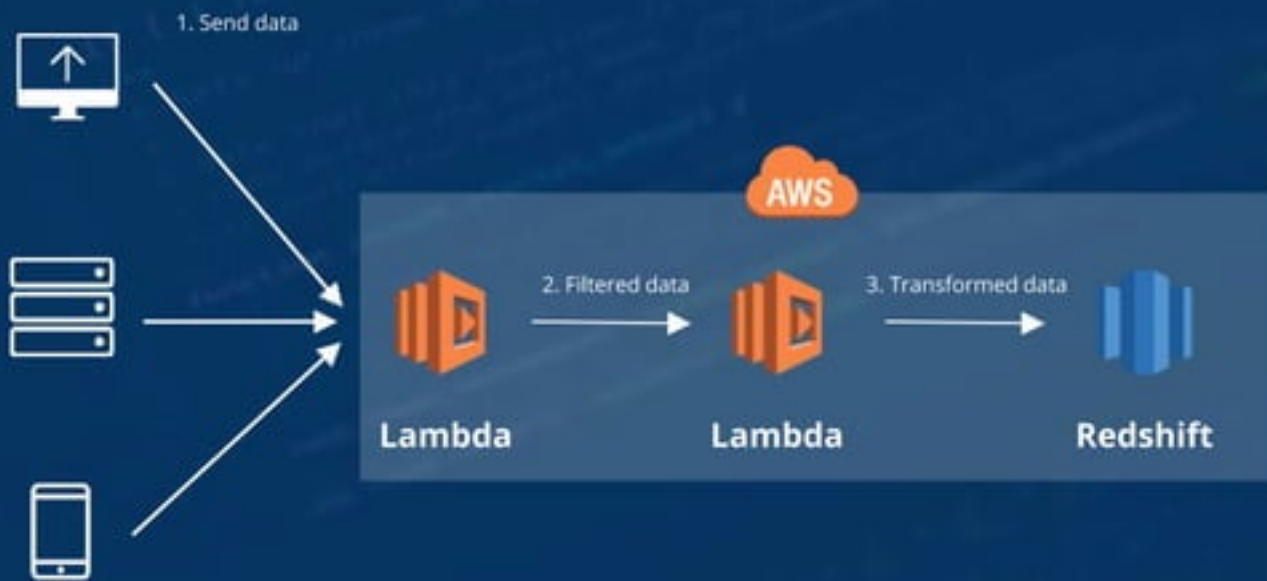 1. Send data
AWS
2. Filtered data
3. Transformed data
Lambda
Lambda
Redshift